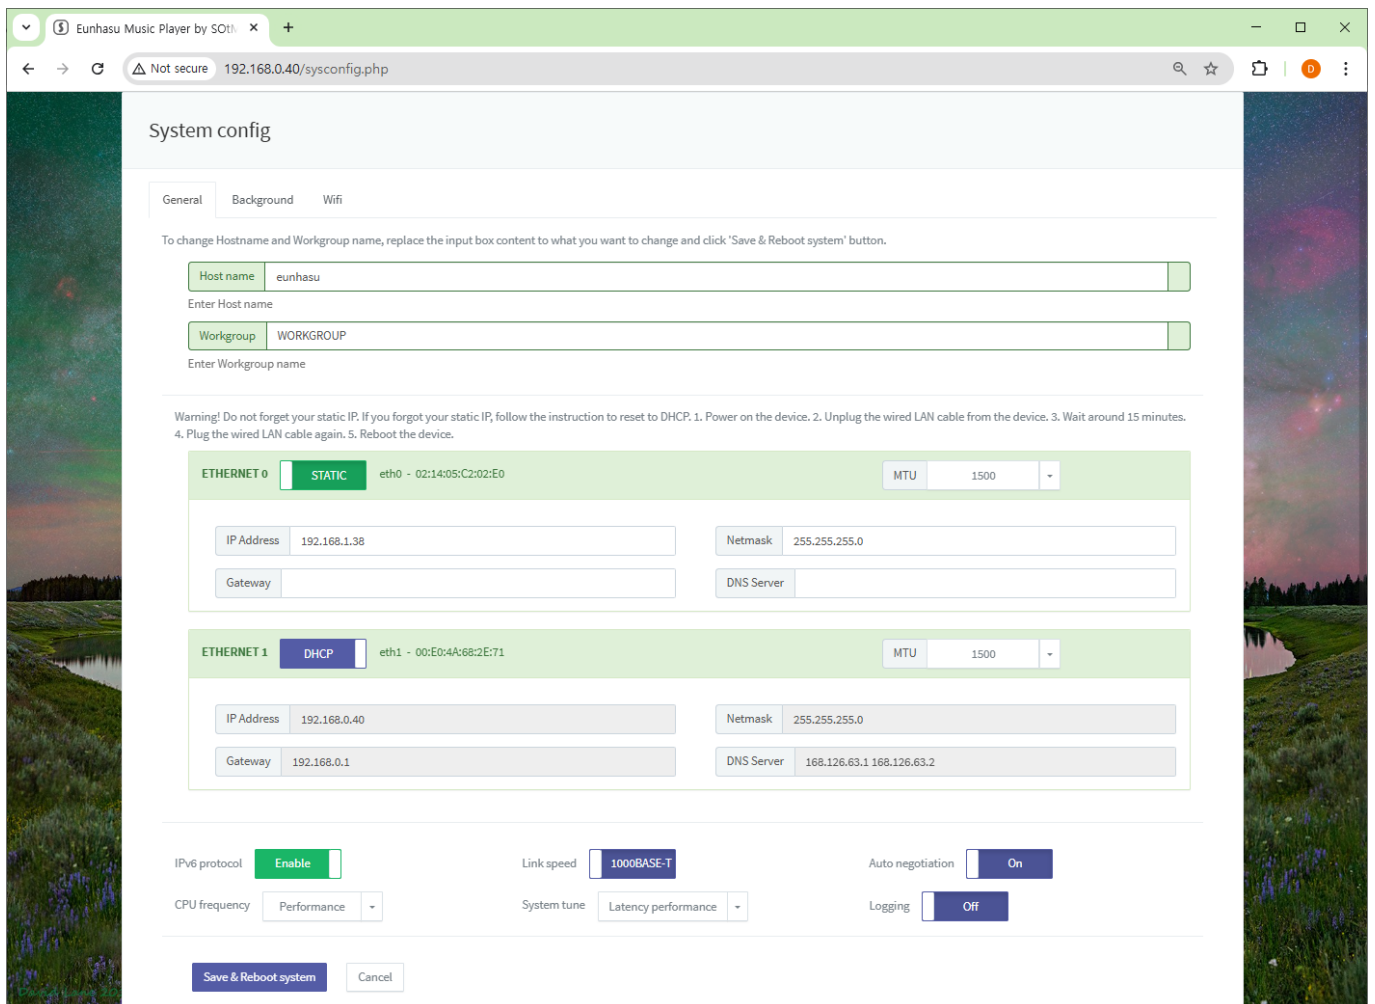 Eunhasu Music Player by SOtM
Not secure 192.168.0.40/sysconfig.php
D
System config
General Background Wifi
To change Hostname and Workgroup name, replace the input box content to what you want to change and click 'Save & Reboot system' button.
Host name eunhasu
Enter Host name
Workgroup WORKGROUP
Enter Workgroup name
Warning! Do not forget your static IP. If you forgot your static IP, follow the instruction to reset to DHCP. 1. Power on the device. 2. Unplug the wired LAN cable from the device. 3. Wait around 15 minutes.
4. Plug the wired LAN cable again. 5. Reboot the device.
ETHERNET 0 STATIC eth0 - 02:14:05:C2:02:E0 MTU 1500
IP Address 192.168.1.38 Netmask 255.255.255.0
Gateway DNS Server
ETHERNET 1 DHCP eth1 - 00:E0:4A:68:2E:71 MTU 1500
IP Address 192.168.0.40 Netmask 255.255.255.0
Gateway 192.168.0.1 DNS Server 168.126.63.1 168.126.63.2
IPv6 protocol Enable Link speed 1000BASE-T Auto negotiation On
CPU frequency Performance System tune Latency performance Logging Off
Save & Reboot system Cancel